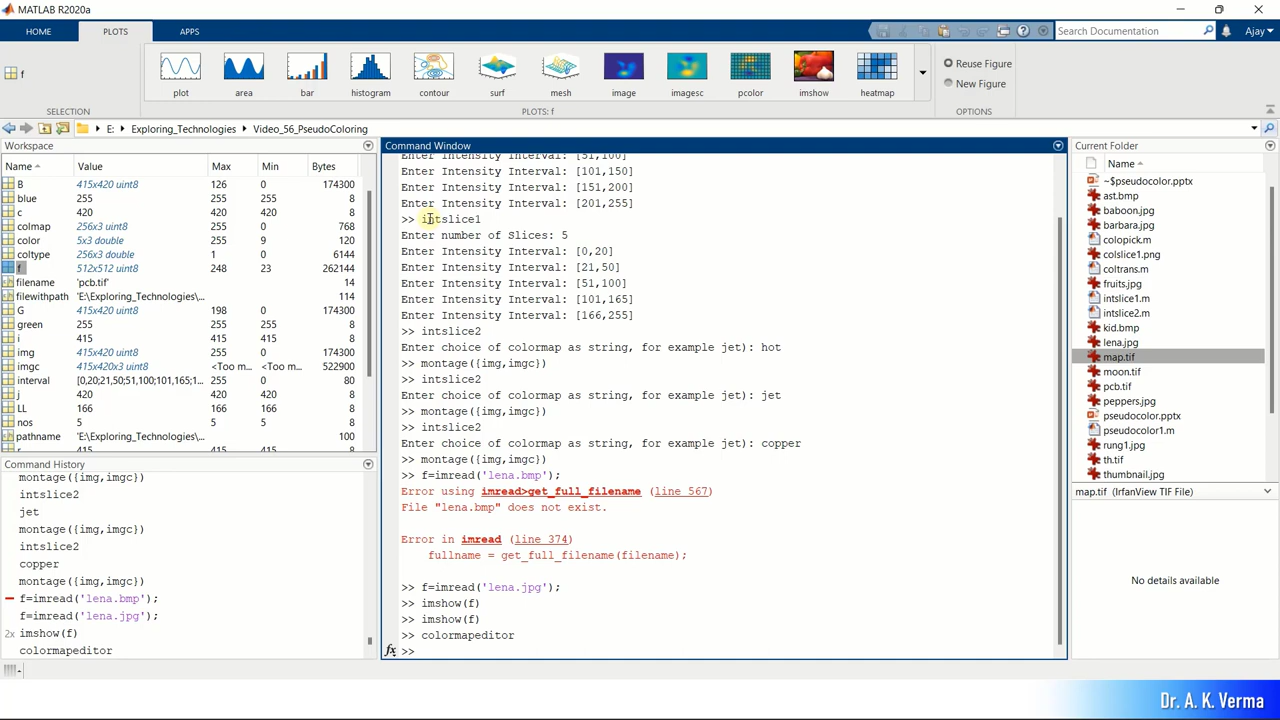 MATLAB R2020a
HOME
PLOTS
APPS
Search Documentation
Ajay
f
plot
area
bar
histogram
contour
surf
mesh
image
imagesc
pcolor
imshow
heatmap
Reuse Figure
New Figure
SELECTION
PLOTS: f
OPTIONS
E: Exploring_Technologies Video_56_PseudoColoring
Workspace
Name Value Max Min Bytes
B 415x420 uint8 126 0 174300
blue 255 255 255 8
c 420 420 420 8
colmap 256x3 uint8 255 0 768
color 5x3 double 255 9 120
coltype 256x3 double 1 0 6144
f 512x512 uint8 248 23 262144
filename 'pcb.tif' 14
filewithpath 'E:\Exploring_Technologies\... 114
G 415x420 uint8 198 0 174300
green 255 255 255 8
i 415 415 415 8
img 415x420 uint8 255 0 174300
imgc 415x420x3 uint8 <Too m... <Too m... 522900
interval [0,20;21,50;51,100;101,165;1... 255 0 80
j 420 420 420 8
LL 166 166 166 8
nos 5 5 5 8
pathname 'E:\Exploring_Technologies\... 100
Command History
montage({img,imgc})
intslice2
jet
montage({img,imgc})
intslice2
copper
montage({img,imgc})
f=imread('lena.bmp');
f=imread('lena.jpg');
2x imshow(f)
colormapeditor
Command Window
Enter Intensity Interval: [51,100]
Enter Intensity Interval: [101,150]
Enter Intensity Interval: [151,200]
Enter Intensity Interval: [201,255]
>> intslice1
Enter number of Slices: 5
Enter Intensity Interval: [0,20]
Enter Intensity Interval: [21,50]
Enter Intensity Interval: [51,100]
Enter Intensity Interval: [101,165]
Enter Intensity Interval: [166,255]
>> intslice2
Enter choice of colormap as string, for example jet): hot
>> montage({img,imgc})
>> intslice2
Enter choice of colormap as string, for example jet): jet
>> montage({img,imgc})
>> intslice2
Enter choice of colormap as string, for example jet): copper
>> montage({img,imgc})
>> f=imread('lena.bmp');
Error using imread>get_full_filename (line 567)
File "lena.bmp" does not exist.
Error in imread (line 374)
fullname = get_full_filename(filename);
>> f=imread('lena.jpg');
>> imshow(f)
>> imshow(f)
>> colormapeditor
fx >>
Current Folder
Name
~$pseudocolor.pptx
ast.bmp
baboon.jpg
barbara.jpg
colopick.m
colslice1.png
coltrans.m
fruits.jpg
intslice1.m
intslice2.m
kid.bmp
lena.jpg
map.tif
moon.tif
pcb.tif
peppers.jpg
pseudocolor.pptx
pseudocolor1.m
rung1.jpg
th.tif
thumbnail.jpg
map.tif (IrfanView TIF File)
No details available
Dr. A. K. Verma